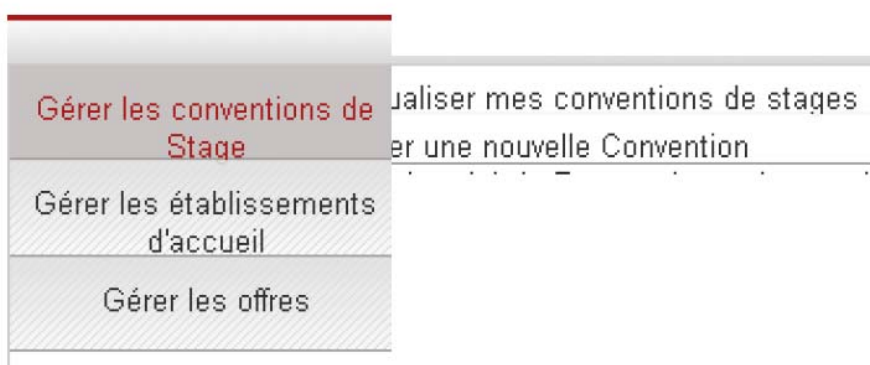 Gérer les conventions de
Stage
ualiser mes conventions de stages
er une nouvelle Convention
Gérer les établissements
d'accueil
Gérer les offres